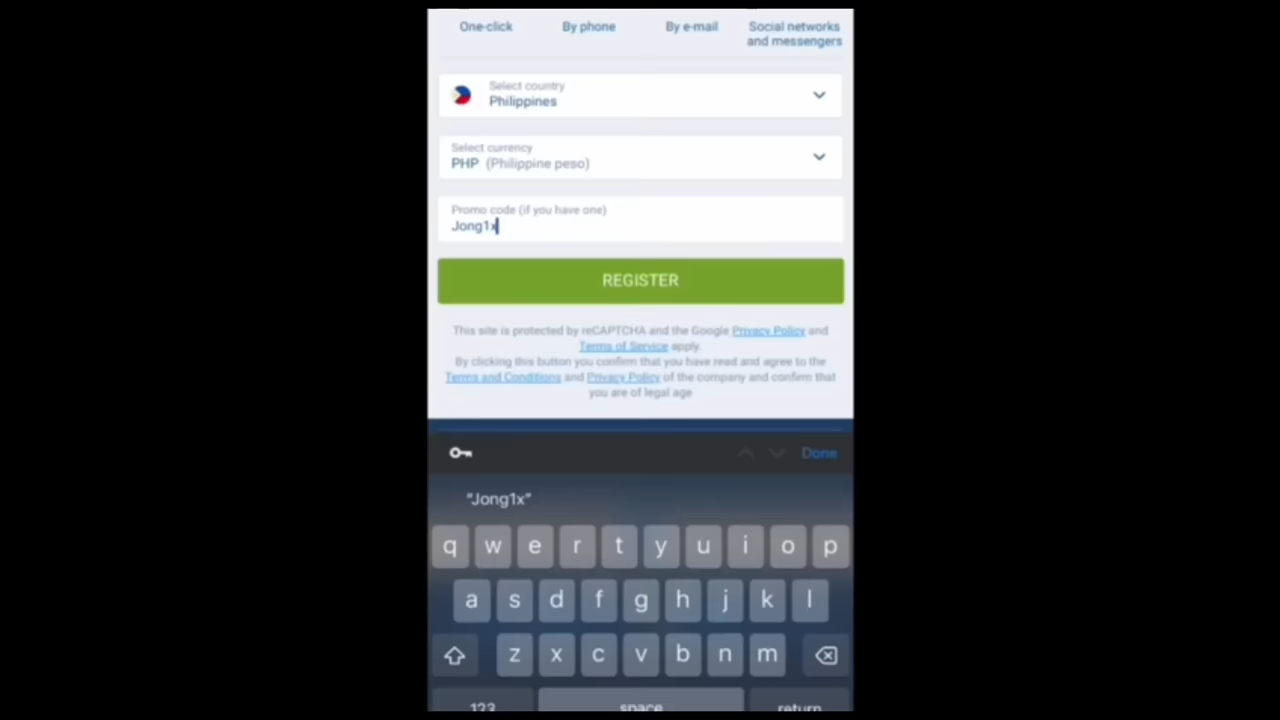 One-click By phone By e-mail Social networks
and messengers
Select country
Philippines
Select currency
PHP (Philippine peso)
Promo code (if you have one)
Jong1x
REGISTER
This site is protected by reCAPTCHA and the Google Privacy Policy and
Terms of Service apply.
By clicking this button you confirm that you have read and agree to the
Terms and Conditions and Privacy Policy of the company and confirm that
you are of legal age
Done
"Jong1x"
q w e r t y u i o p
a s d f g h j k l
z x c v b n m
123 space return